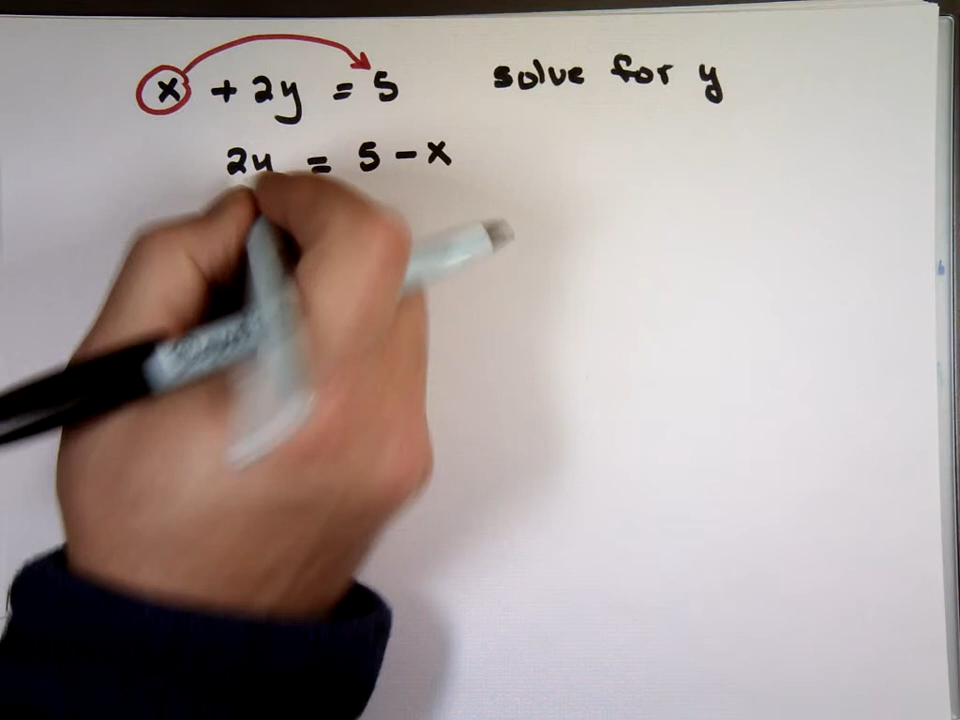 x + 2y = 5 solve for y
2y = 5 - x